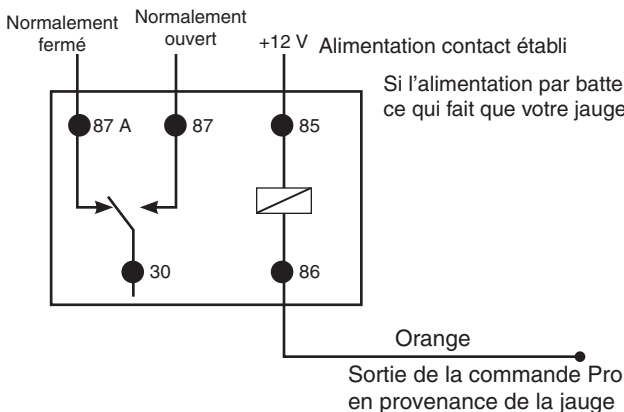 Normalement
fermé
Normalement
ouvert
+12 V Alimentation contact établi
Si l'alimentation par batte
ce qui fait que votre jauge
87 A
87
85
30
86
Orange
Sortie de la commande Pro
en provenance de la jauge